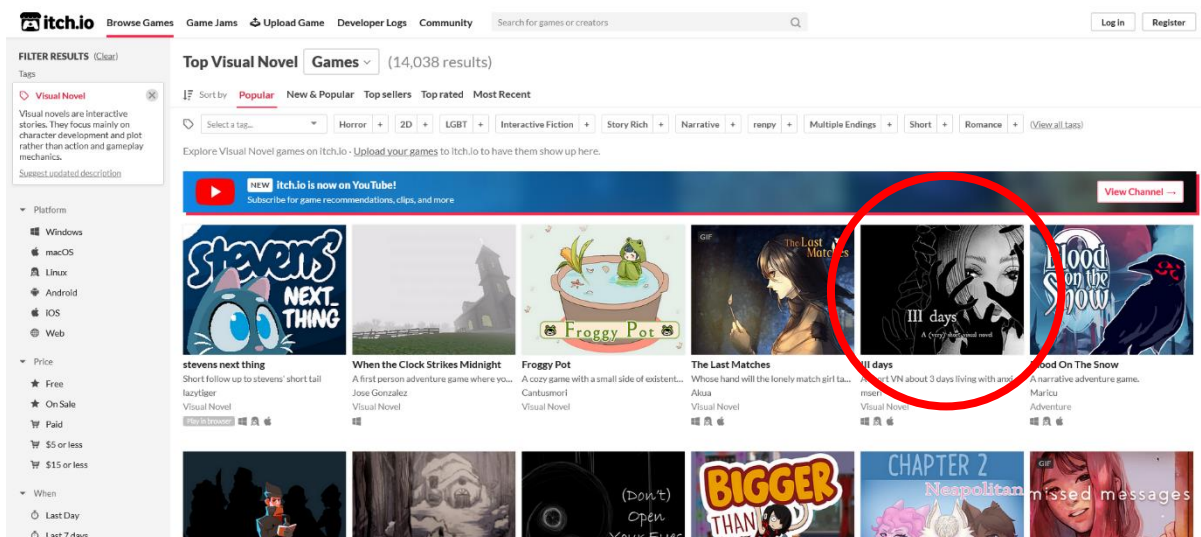 itch.io Browse Games Game Jams Upload Game Developer Logs Community Search for games or creators Log in Register
FILTER RESULTS (Clear)
Tags
Visual Novel
Visual novels are interactive
stories. They focus mainly on
character development and plot
rather than action and gameplay
mechanics.
Suggest updated description
Platform
Windows
macOS
Linux
Android
iOS
Web
Price
Free
On Sale
Paid
$5 or less
$15 or less
When
Last Day
Last 7 days
Top Visual Novel Games (14,038 results)
Sort by Popular New & Popular Top sellers Top rated Most Recent
Select a tag... Horror + 2D + LGBT + Interactive Fiction + Story Rich + Narrative + renpy + Multiple Endings + Short + Romance + (View all tags)
Explore Visual Novel games on itch.io · Upload your games to itch.io to have them show up here.
NEW itch.io is now on YouTube!
Subscribe for game recommendations, clips, and more
View Channel →
stevens
NEXT_
THING
Froggy Pot
GIF
The Last
Matches
III days
A (very) short visual novel
Blood
on the
Snow
stevens next thing
Short follow up to stevens' short tail
lazytiger
Visual Novel
Play in browser
When the Clock Strikes Midnight
A first person adventure game where yo...
Jose Gonzalez
Visual Novel
Froggy Pot
A cozy game with a small side of existent...
Cantusmori
Visual Novel
The Last Matches
Whose hand will the lonely match girl ta...
Akua
Visual Novel
III days
A short VN about 3 days living with anxi...
mseri
Visual Novel
Blood On The Snow
A narrative adventure game.
Maricu
Adventure
(Don't)
Open
Your Eyes
BIGGER
THAN
CHAPTER 2
Neapolitan
GIF
missed messages